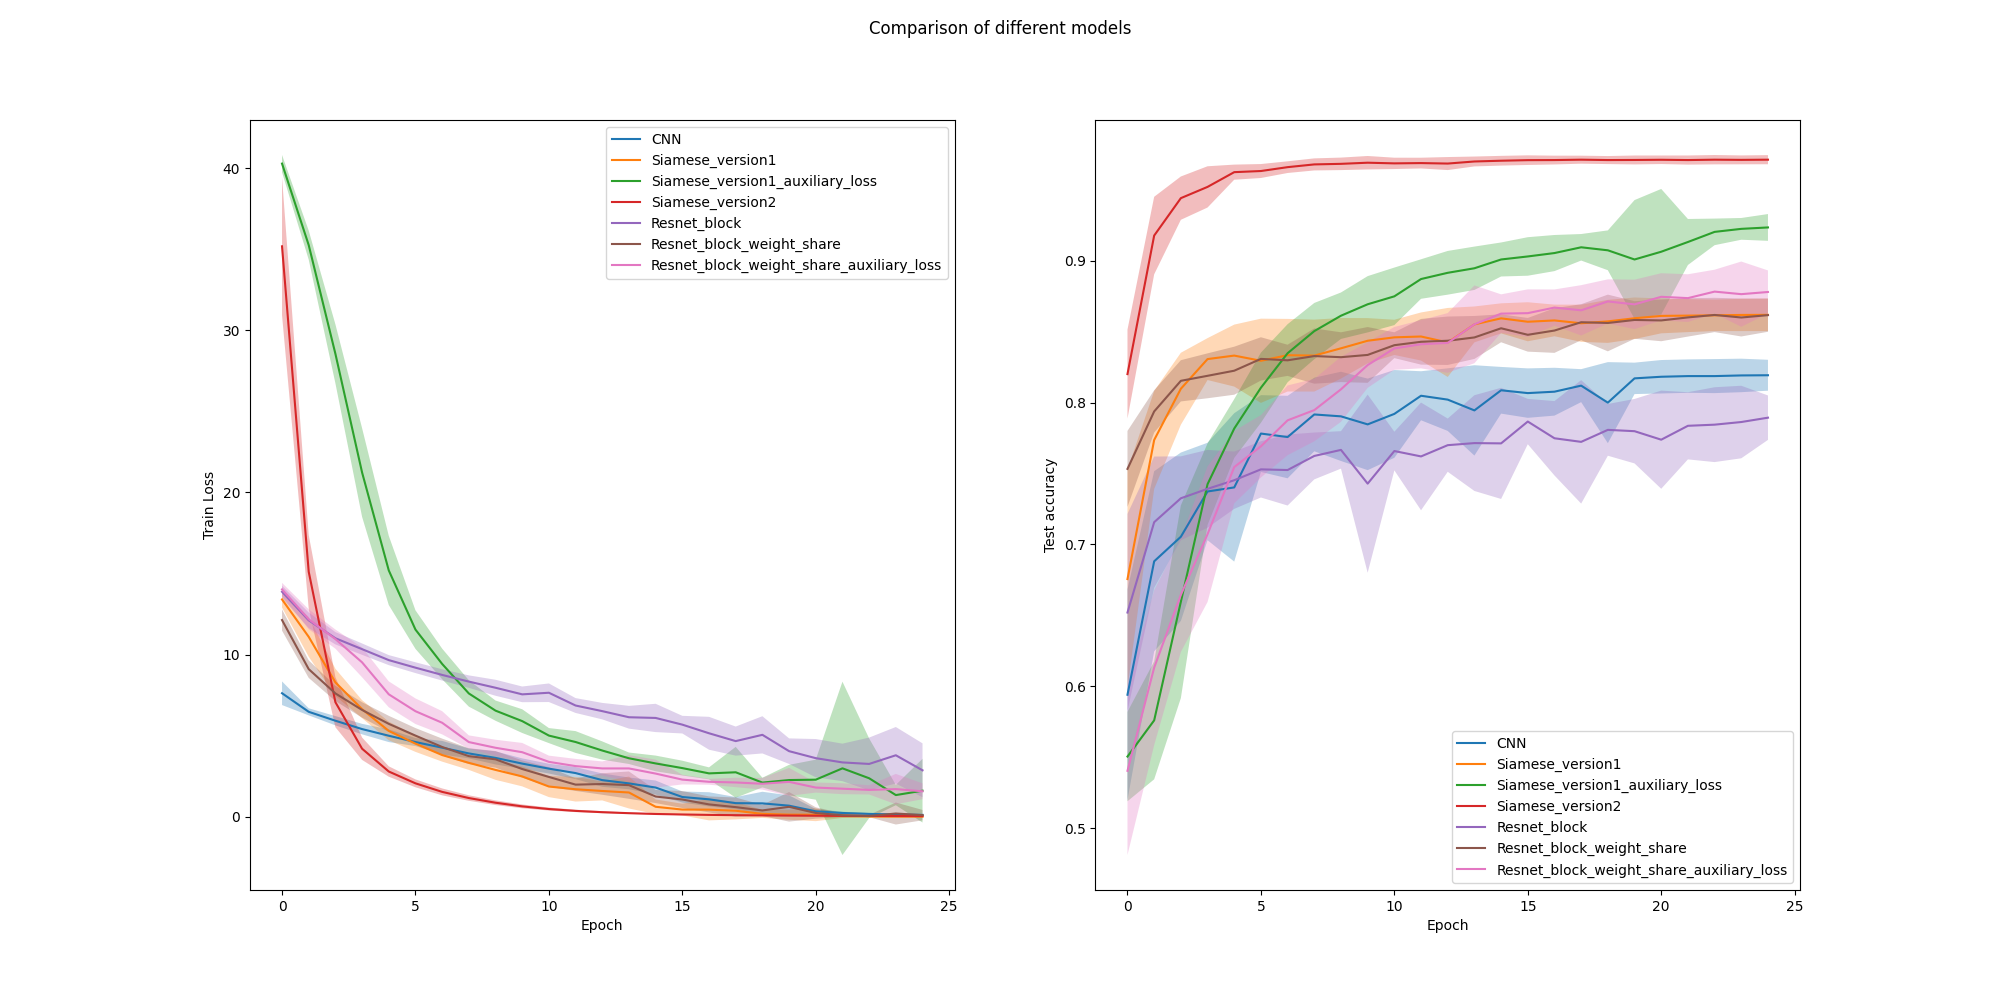 Comparison of different models
40
30
20
10
0
Train Loss
0
5
10
15
20
25
Epoch
CNN
Siamese_version1
Siamese_version1_auxiliary_loss
Siamese_version2
Resnet_block
Resnet_block_weight_share
Resnet_block_weight_share_auxiliary_loss
0.9
0.8
0.7
0.6
0.5
Test accuracy
0
5
10
15
20
25
Epoch
CNN
Siamese_version1
Siamese_version1_auxiliary_loss
Siamese_version2
Resnet_block
Resnet_block_weight_share
Resnet_block_weight_share_auxiliary_loss